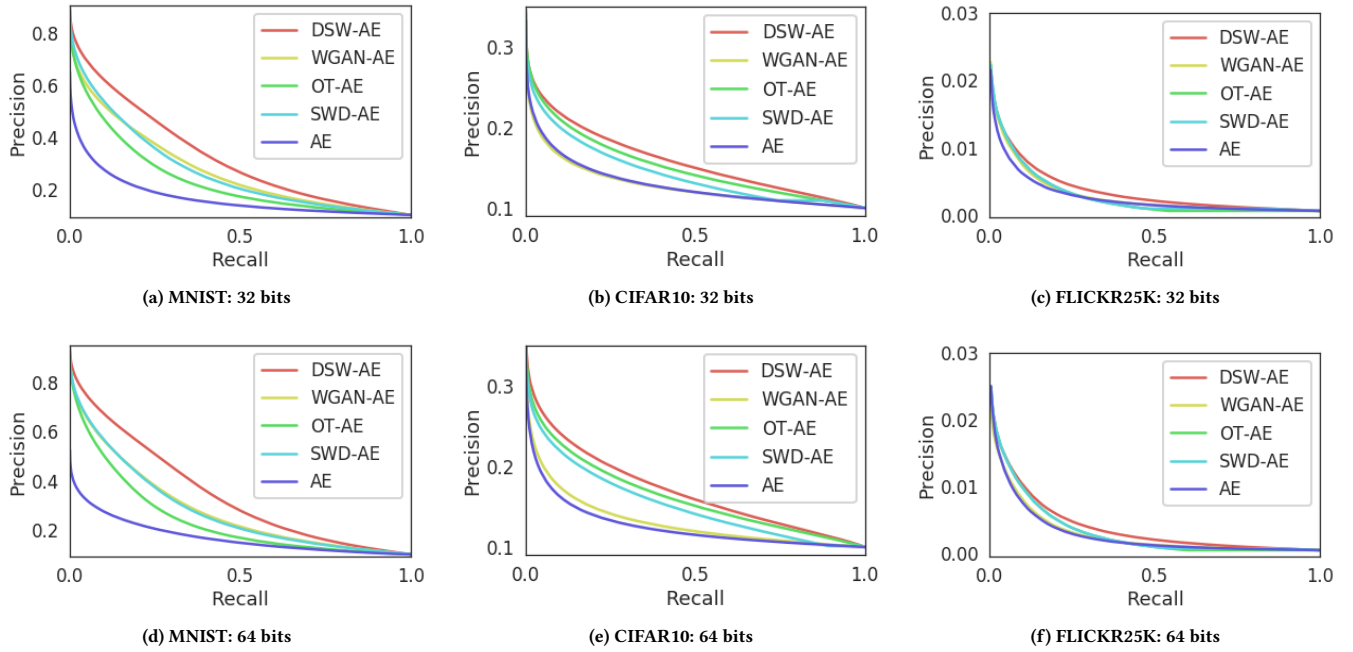 0.8
0.6
0.4
0.2
Precision
DSW-AE
WGAN-AE
OT-AE
SWD-AE
AE
0.0 0.5 1.0
Recall
(a) MNIST: 32 bits
0.3
0.2
0.1
Precision
DSW-AE
WGAN-AE
OT-AE
SWD-AE
AE
0.0 0.5 1.0
Recall
(b) CIFAR10: 32 bits
0.03
0.02
0.01
0.00
Precision
DSW-AE
WGAN-AE
OT-AE
SWD-AE
AE
0.0 0.5 1.0
Recall
(c) FLICKR25K: 32 bits
0.8
0.6
0.4
0.2
Precision
DSW-AE
WGAN-AE
OT-AE
SWD-AE
AE
0.0 0.5 1.0
Recall
(d) MNIST: 64 bits
0.3
0.2
0.1
Precision
DSW-AE
WGAN-AE
OT-AE
SWD-AE
AE
0.0 0.5 1.0
Recall
(e) CIFAR10: 64 bits
0.03
0.02
0.01
0.00
Precision
DSW-AE
WGAN-AE
OT-AE
SWD-AE
AE
0.0 0.5 1.0
Recall
(f) FLICKR25K: 64 bits